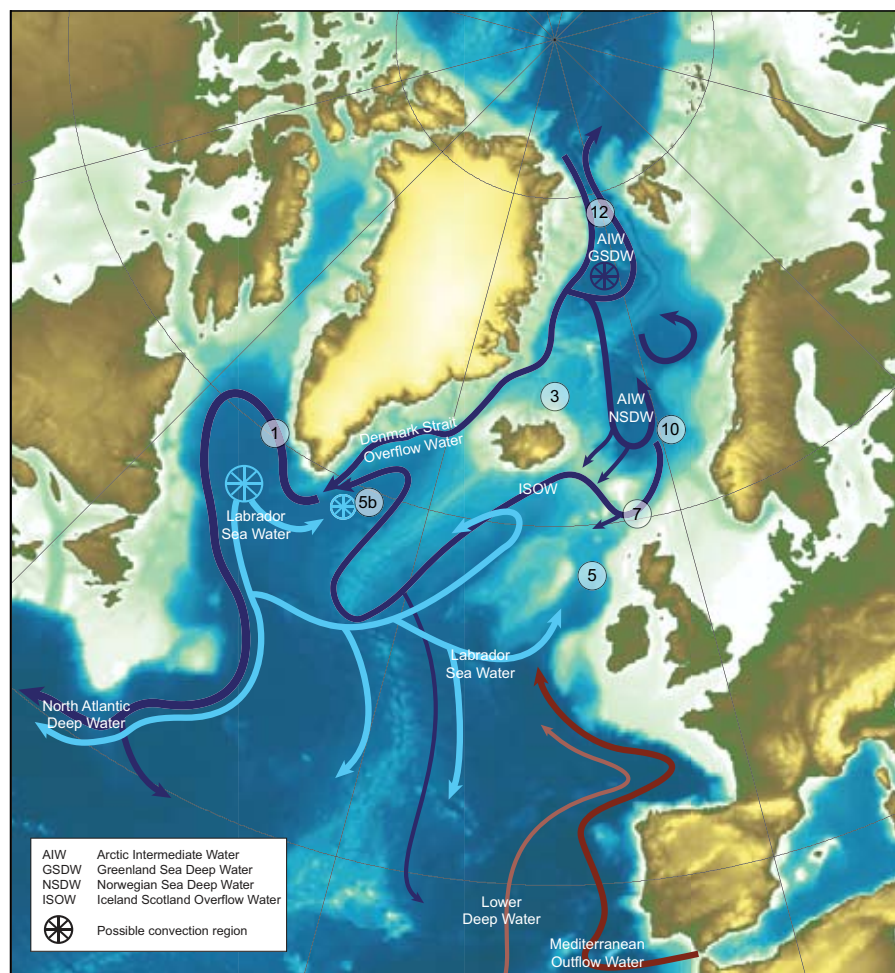 12
AIW
GSDW
3
AIW
NSDW
10
1
Denmark Strait
Overflow Water
ISOW
5b
7
Labrador
Sea Water
5
Labrador
Sea Water
North Atlantic
Deep Water
AIW Arctic Intermediate Water
GSDW Greenland Sea Deep Water
NSDW Norwegian Sea Deep Water
ISOW Iceland Scotland Overflow Water
Possible convection region
Lower
Deep Water
Mediterranean
Outflow Water